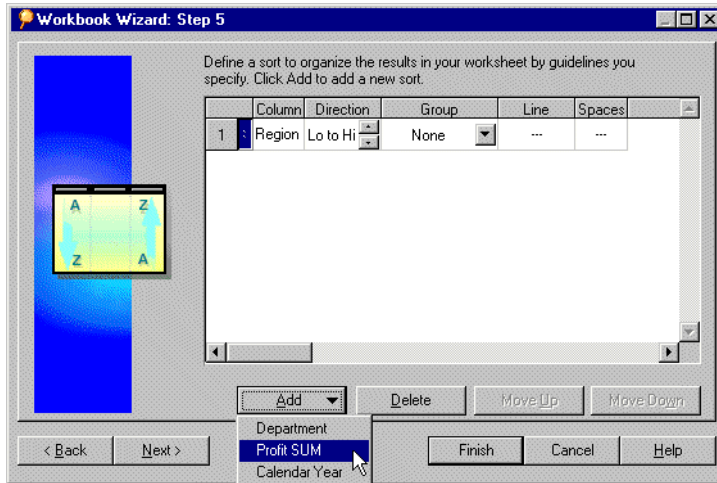 Workbook Wizard: Step 5
Define a sort to organize the results in your worksheet by guidelines you
specify. Click Add to add a new sort.
Column Direction Group Line Spaces
1 Region Lo to Hi None --- ---
A Z
Z A
Add Delete Move Up Move Down
Department
Profit SUM
Calendar Year
< Back Next > Finish Cancel Help